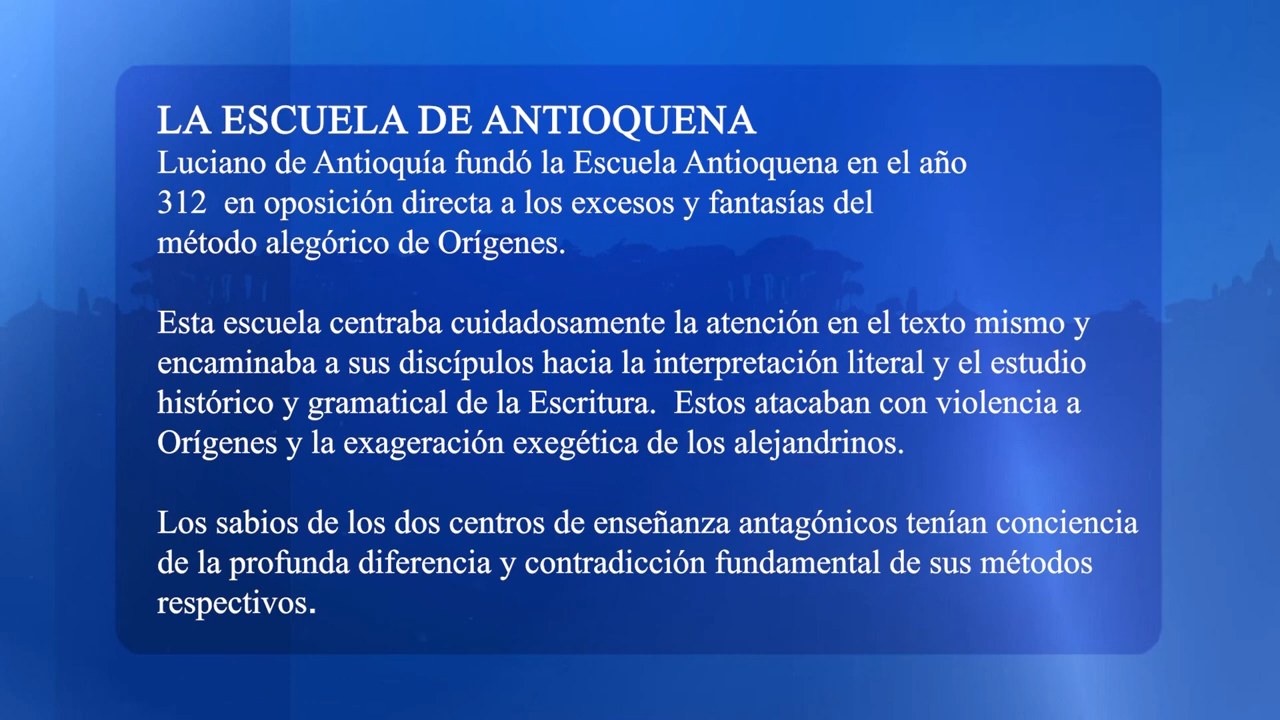 LA ESCUELA DE ANTIOQUENA
Luciano de Antioquía fundó la Escuela Antioquena en el año
312  en oposición directa a los excesos y fantasías del
método alegórico de Orígenes.
Esta escuela centraba cuidadosamente la atención en el texto mismo y
encaminaba a sus discípulos hacia la interpretación literal y el estudio
histórico y gramatical de la Escritura.  Estos atacaban con violencia a
Orígenes y la exageración exegética de los alejandrinos.
Los sabios de los dos centros de enseñanza antagónicos tenían conciencia
de la profunda diferencia y contradicción fundamental de sus métodos
respectivos.